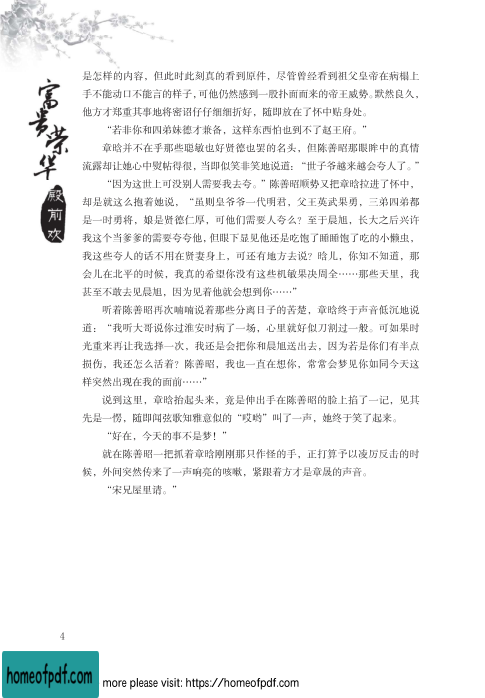 富贵荣华
殿前欢
是怎样的内容，但此时此刻真的看到原件，尽管曾经看到祖父皇帝在病榻上
手不能动口不能言的样子，可他仍然感到一股扑面而来的帝王威势。默然良久，
他方才郑重其事地将密诏仔仔细细折好，随即放在了怀中贴身处。
“若非你和四弟妹德才兼备，这样东西怕也到不了赵王府。”
章晗并不在乎那些聪敏也好贤德也罢的名头，但陈善昭那眼眸中的真情
流露却让她心中熨帖得很，当即似笑非笑地说道：“世子爷越来越会夸人了。”
“因为这世上可没别人需要我去夸。”陈善昭顺势又把章晗拉进了怀中，
却是就这么抱着她说，“虽则皇爷爷一代明君，父王英武果勇，三弟四弟都
是一时勇将，娘是贤德仁厚，可他们需要人夸么？至于晨旭，长大之后兴许
我这个当爹爹的需要夸夸他，但眼下显见他还是吃饱了睡睡饱了吃的小懒虫，
我这些夸人的话不用在贤妻身上，可还有地方去说？晗儿，你知不知道，那
会儿在北平的时候，我真的希望你没有这些机敏果决周全……那些天里，我
甚至不敢去见晨旭，因为见着他就会想到你……”
听着陈善昭再次喃喃说着那些分离日子的苦楚，章晗终于声音低沉地说
道：“我听大哥说你过淮安时病了一场，心里就好似刀割过一般。可如果时
光重来再让我选择一次，我还是会把你和晨旭送出去，因为若是你们有半点
损伤，我还怎么活着？陈善昭，我也一直在想你，常常会梦见你如同今天这
样突然出现在我的面前……”
说到这里，章晗抬起头来，竟是伸出手在陈善昭的脸上掐了一记，见其
先是一愣，随即闻弦歌知雅意似的“哎哟”叫了一声，她终于笑了起来。
“好在，今天的事不是梦！”
就在陈善昭一把抓着章晗刚刚那只作怪的手，正打算予以凌厉反击的时
候，外间突然传来了一声响亮的咳嗽，紧跟着方才是章晟的声音。
“宋兄屋里请。”
4
homeofpdf.com
more please visit: https://homeofpdf.com